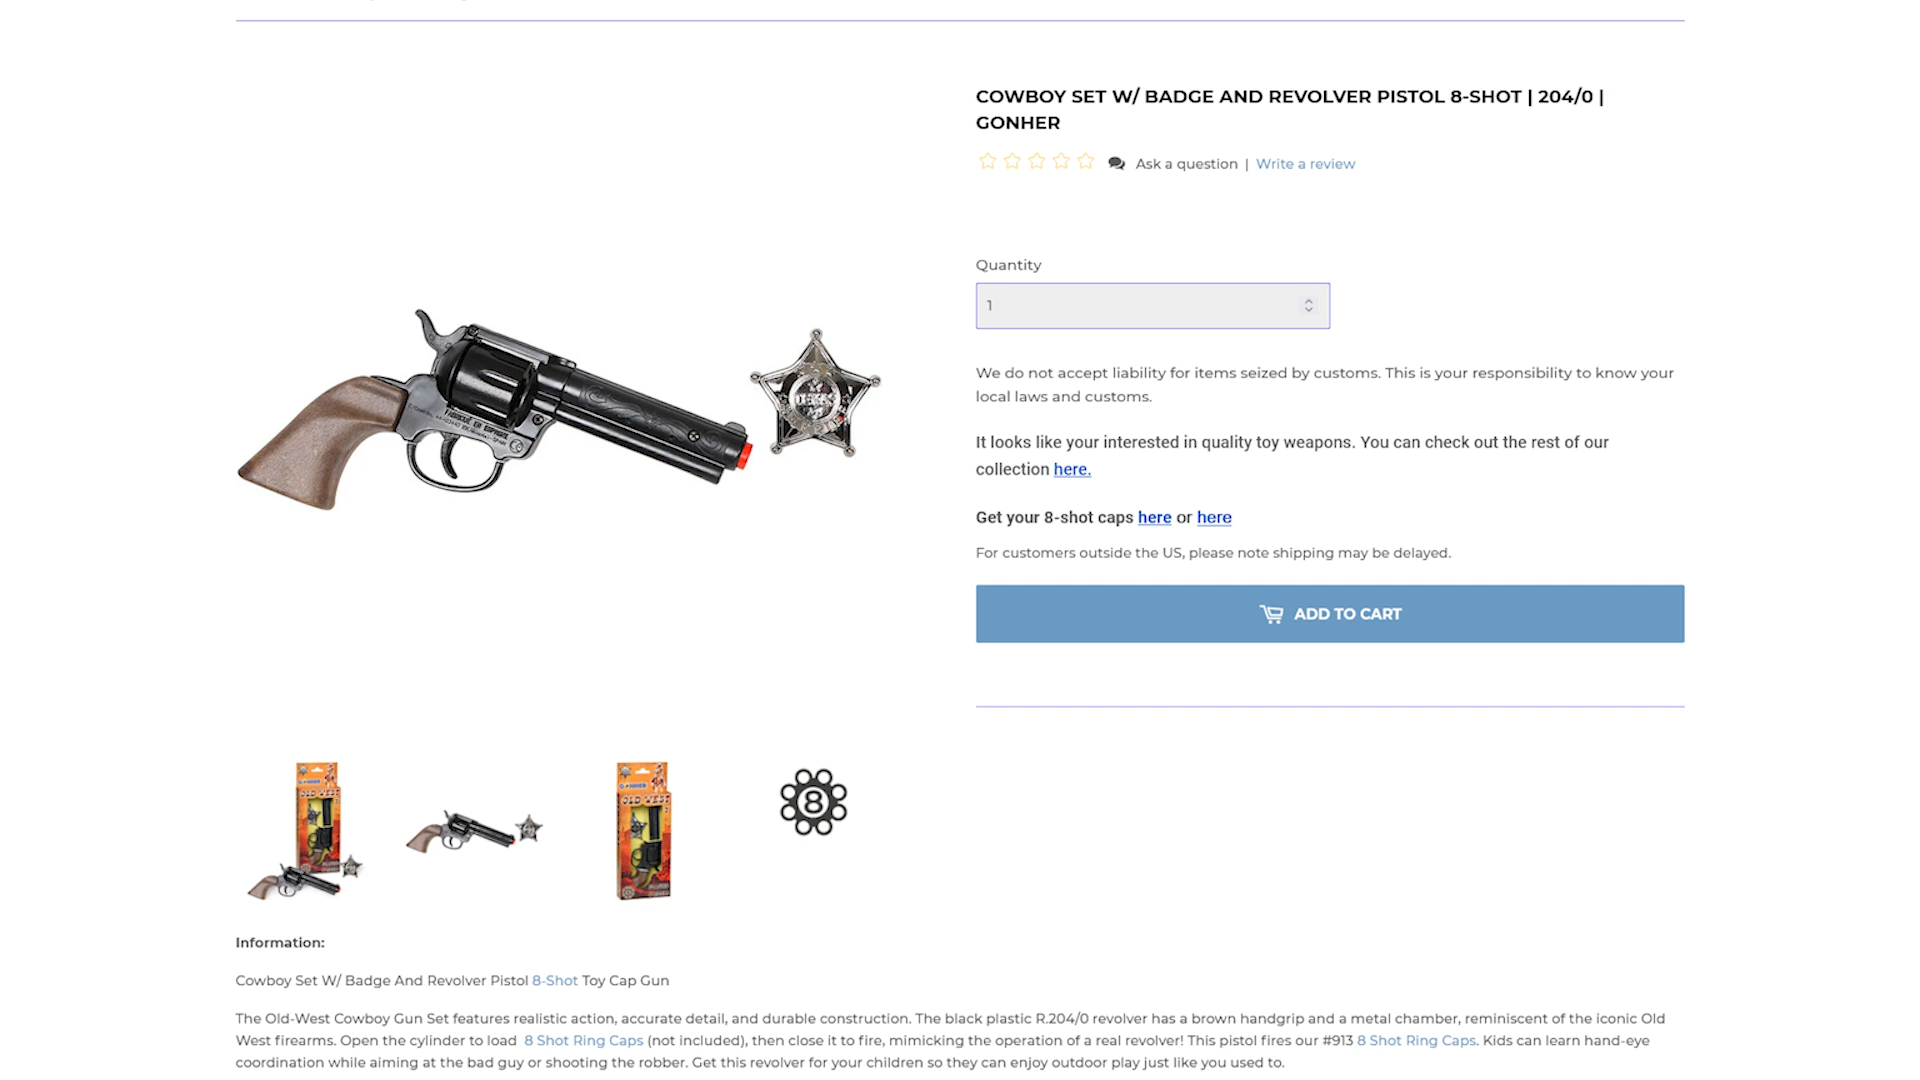 COWBOY SET W/ BADGE AND REVOLVER PISTOL 8-SHOT | 204/0 |
GONHER
Ask a question | Write a review
Quantity
1
We do not accept liability for items seized by customs. This is your responsibility to know your
local laws and customs.
It looks like your interested in quality toy weapons. You can check out the rest of our
collection here.
Get your 8-shot caps here or here
For customers outside the US, please note shipping may be delayed.
ADD TO CART
OLD WEST
OLD WEST
8
Information:
Cowboy Set W/ Badge And Revolver Pistol 8-Shot Toy Cap Gun
The Old-West Cowboy Gun Set features realistic action, accurate detail, and durable construction. The black plastic R.204/0 revolver has a brown handgrip and a metal chamber, reminiscent of the iconic Old
West firearms. Open the cylinder to load 8 Shot Ring Caps (not included), then close it to fire, mimicking the operation of a real revolver! This pistol fires our #913 8 Shot Ring Caps. Kids can learn hand-eye
coordination while aiming at the bad guy or shooting the robber. Get this revolver for your children so they can enjoy outdoor play just like you used to.